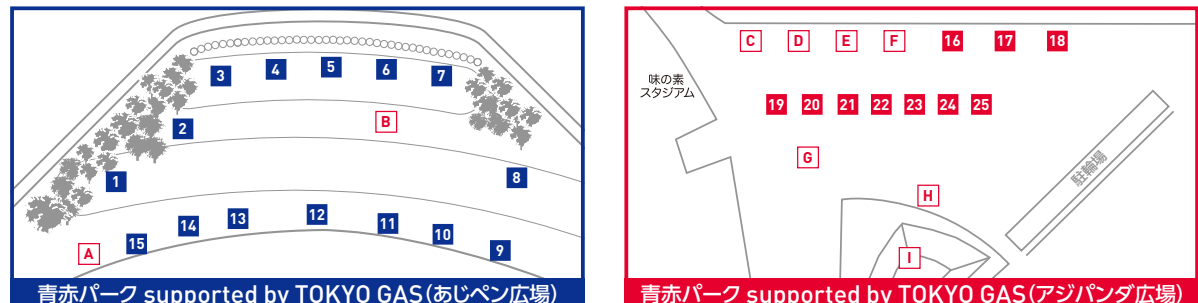 3 4 5 6 7
2 B
1 8
A 15 14 13 12 11 10 9
青赤パーク supported by TOKYO GAS(あじペン広場)
C D E F 16 17 18
味の素
スタジアム
19 20 21 22 23 24 25
G
H
駐輪場
I
青赤パーク supported by TOKYO GAS(アジパンダ広場)